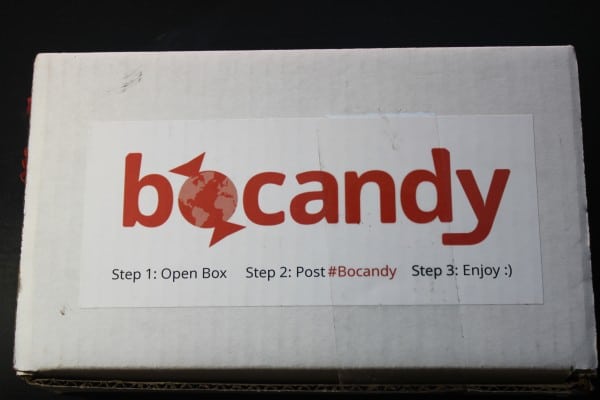 bocandy
Step 1: Open Box Step 2: Post #Bocandy Step 3: Enjoy :)